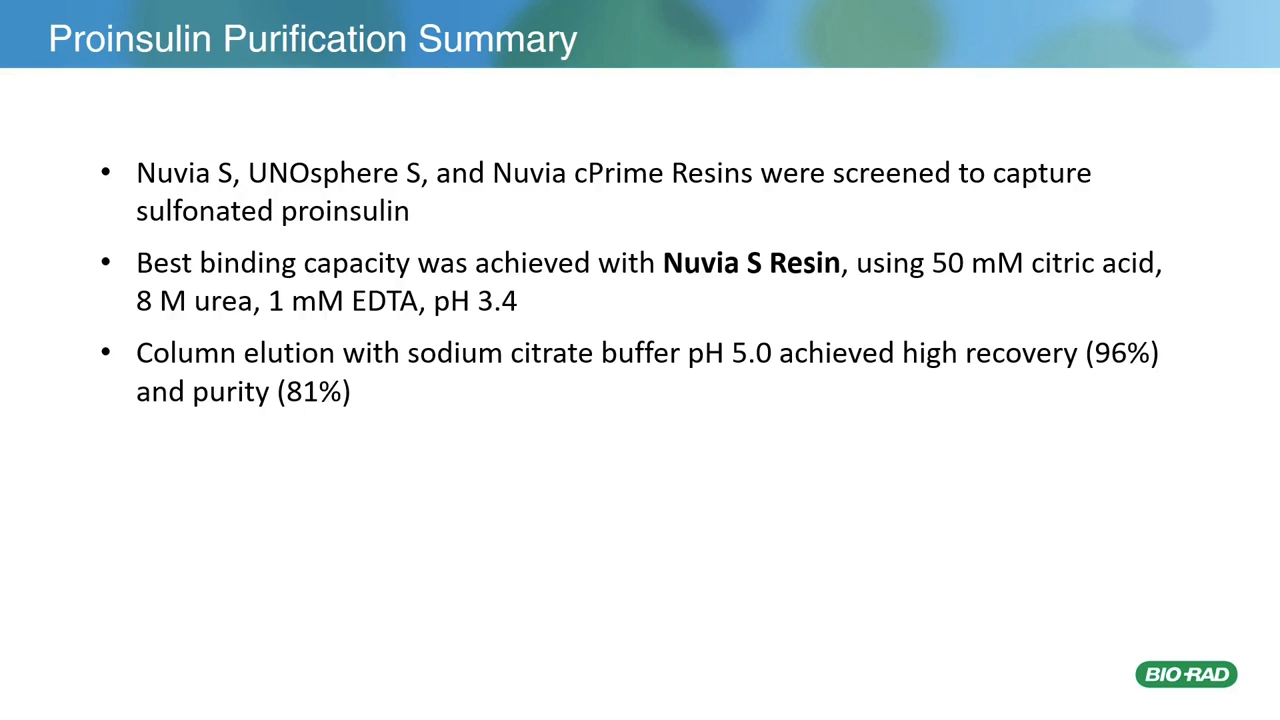 Proinsulin Purification Summary
• Nuvia S, UNOsphere S, and Nuvia cPrime Resins were screened to capture
sulfonated proinsulin
• Best binding capacity was achieved with Nuvia S Resin, using 50 mM citric acid,
8 M urea, 1 mM EDTA, pH 3.4
• Column elution with sodium citrate buffer pH 5.0 achieved high recovery (96%)
and purity (81%)
BIO-RAD